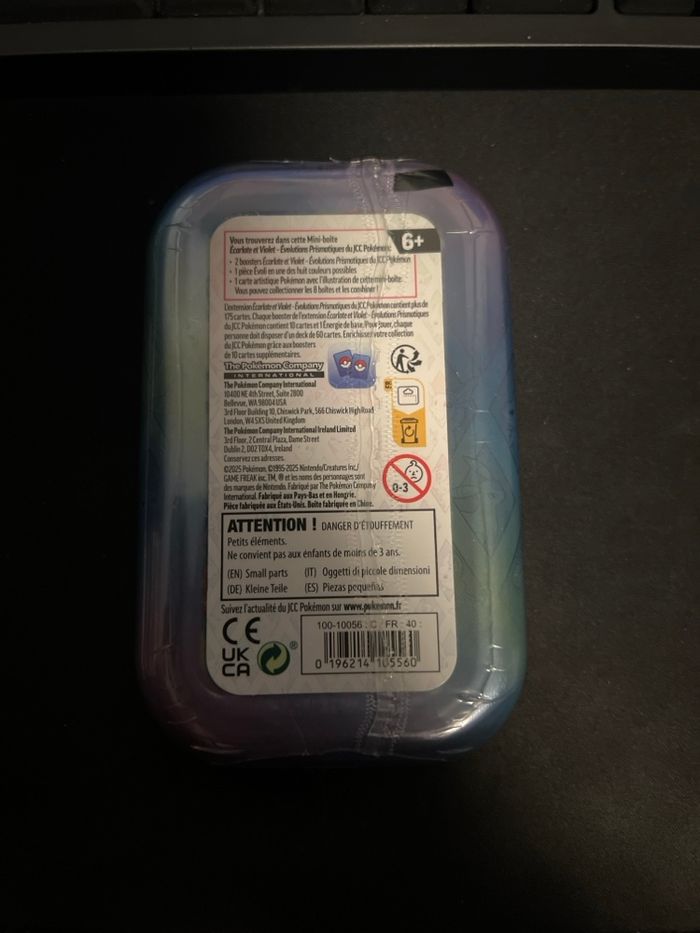 Vous trouverez dans cette Mini-boîte
Écarlate et Violet - Évolutions Prismatiques du JCC Pokémon:
6+
• 2 boosters Écarlate et Violet - Évolutions Prismatiques du JCC Pokémon
• 1 pièce Évoli en une des huit couleurs possibles
• 1 carte artistique Pokémon avec l'illustration de cette mini-boîte.
Vous pouvez collectionner les 8 boîtes et les combiner !
L'extension Écarlate et Violet - Évolutions Prismatiques du JCC Pokémon contient plus de
175 cartes. Chaque booster de l'extension Écarlate et Violet - Évolutions Prismatiques
du JCC Pokémon contient 10 cartes et 1 Énergie de base. Pour jouer, chaque
personne doit disposer d'un deck de 60 cartes. Enrichissez votre collection
du JCC Pokémon grâce aux boosters
de 10 cartes supplémentaires.
The Pokémon Company
INTERNATIONAL
The Pokémon Company International
10400 NE 4th Street, Suite 2800
Bellevue, WA 98004 USA
3rd Floor Building 10, Chiswick Park, 566 Chiswick High Road
London, W4 5XS United Kingdom
The Pokémon Company International Ireland Limited
3rd Floor, 2 Central Plaza, Dame Street
Dublin 2, D02 T0X4, Ireland
Conservez ces adresses.
©2025 Pokémon. ©1995-2025 Nintendo/Creatures Inc./
GAME FREAK inc. TM, ® et les noms des personnages sont
des marques de Nintendo. Fabriqué par The Pokémon Company
International. Fabriqué aux Pays-Bas et en Hongrie.
Pièce fabriquée aux États-Unis. Boîte fabriquée en Chine.
0-3
ATTENTION ! DANGER D'ÉTOUFFEMENT
Petits éléments.
Ne convient pas aux enfants de moins de 3 ans.
(EN) Small parts (IT) Oggetti di piccole dimensioni
(DE) Kleine Teile (ES) Piezas pequeñas
Suivez l'actualité du JCC Pokémon sur www.pokemon.fr
CE
UK
CA
®
100-10056 : C : FR : 40 :
0 196214 105560